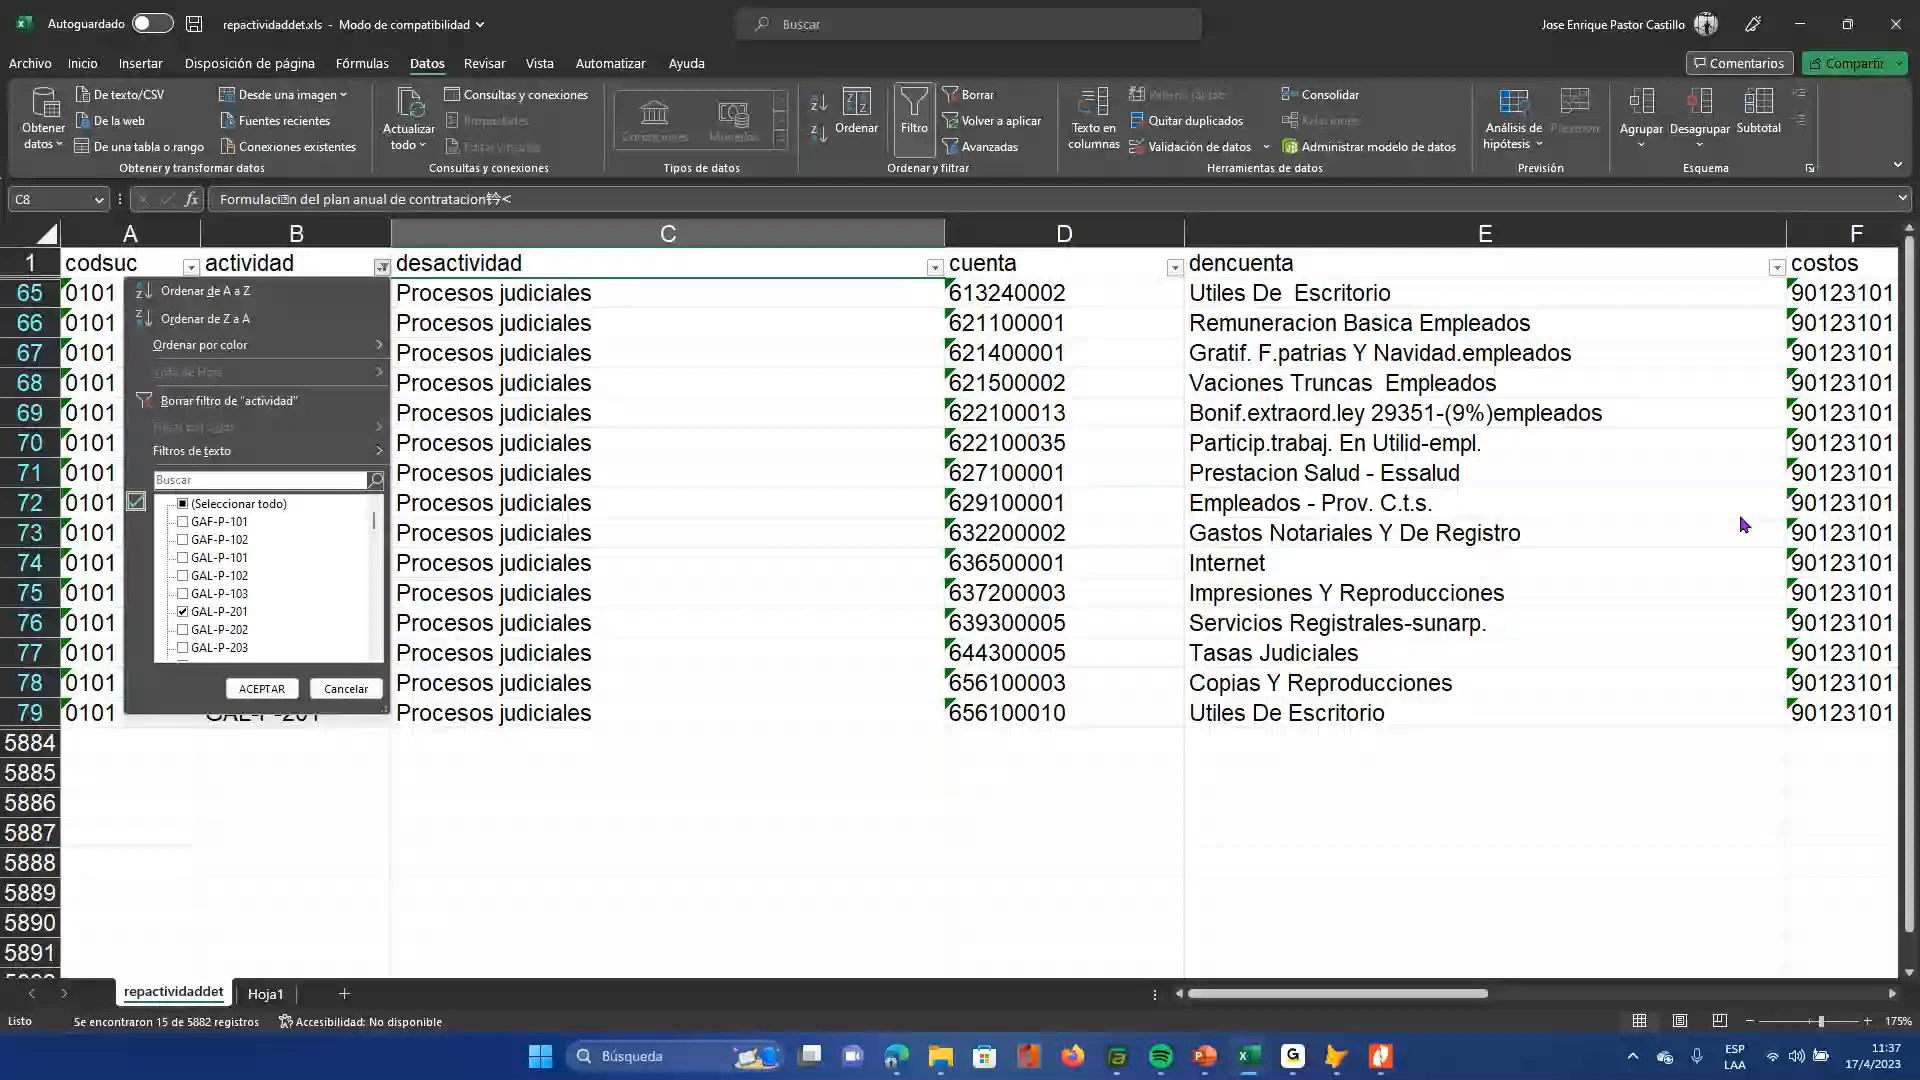 Autoguardado repactividaddet.xls - Modo de compatibilidad Buscar Jose Enrique Pastor Castillo
Archivo Inicio Insertar Disposición de página Fórmulas Datos Revisar Vista Automatizar Ayuda Comentarios Compartir
Obtener datos
De texto/CSV
De la web
De una tabla o rango
Desde una imagen
Fuentes recientes
Conexiones existentes
Obtener y transformar datos
Actualizar todo
Consultas y conexiones
Propiedades
Consultas y conexiones
Tipos de datos
Ordenar
Filtro
Borrar
Volver a aplicar
Avanzadas
Ordenar y filtrar
Texto en columnas
Relleno rápido
Quitar duplicados
Validación de datos
Consolidar
Relaciones
Administrar modelo de datos
Herramientas de datos
Análisis de hipótesis
Previsión
Previsión
Agrupar
Desagrupar
Subtotal
Esquema
C8 fx
A B C D E F
1 codsuc actividad desactividad cuenta dencuenta costos
65 0101 Procesos judiciales 613240002 Utiles De  Escritorio 90123101
66 0101 Procesos judiciales 621100001 Remuneracion Basica Empleados 90123101
67 0101 Procesos judiciales 621400001 Gratif. F.patrias Y Navidad.empleados 90123101
68 0101 Procesos judiciales 621500002 Vaciones Truncas  Empleados 90123101
69 0101 Procesos judiciales 622100013 Bonif.extraord.ley 29351-(9%)empleados 90123101
70 0101 Procesos judiciales 622100035 Particip.trabaj. En Utilid-empl. 90123101
71 0101 Procesos judiciales 627100001 Prestacion Salud - Essalud 90123101
72 0101 Procesos judiciales 629100001 Empleados - Prov. C.t.s. 90123101
73 0101 Procesos judiciales 632200002 Gastos Notariales Y De Registro 90123101
74 0101 Procesos judiciales 636500001 Internet 90123101
75 0101 Procesos judiciales 637200003 Impresiones Y Reproducciones 90123101
76 0101 Procesos judiciales 639300005 Servicios Registrales-sunarp. 90123101
77 0101 Procesos judiciales 644300005 Tasas Judiciales 90123101
78 0101 Procesos judiciales 656100003 Copias Y Reproducciones 90123101
79 0101 GAL-P-201 Procesos judiciales 656100010 Utiles De Escritorio 90123101
5884
5885
5886
5887
5888
5889
5890
5891
Ordenar de A a Z
Ordenar de Z a A
Ordenar por color
Vista de Hoja
Borrar filtro de "actividad"
Filtrar por color
Filtros de texto
Buscar
(Seleccionar todo)
GAF-P-101
GAF-P-102
GAL-P-101
GAL-P-102
GAL-P-103
GAL-P-201
GAL-P-202
GAL-P-203
ACEPTAR Cancelar
repactividaddet Hoja1
Listo Se encontraron 15 de 5882 registros Accesibilidad: No disponible 175%
Búsqueda
ESP
LAA
11:37
17/4/2023